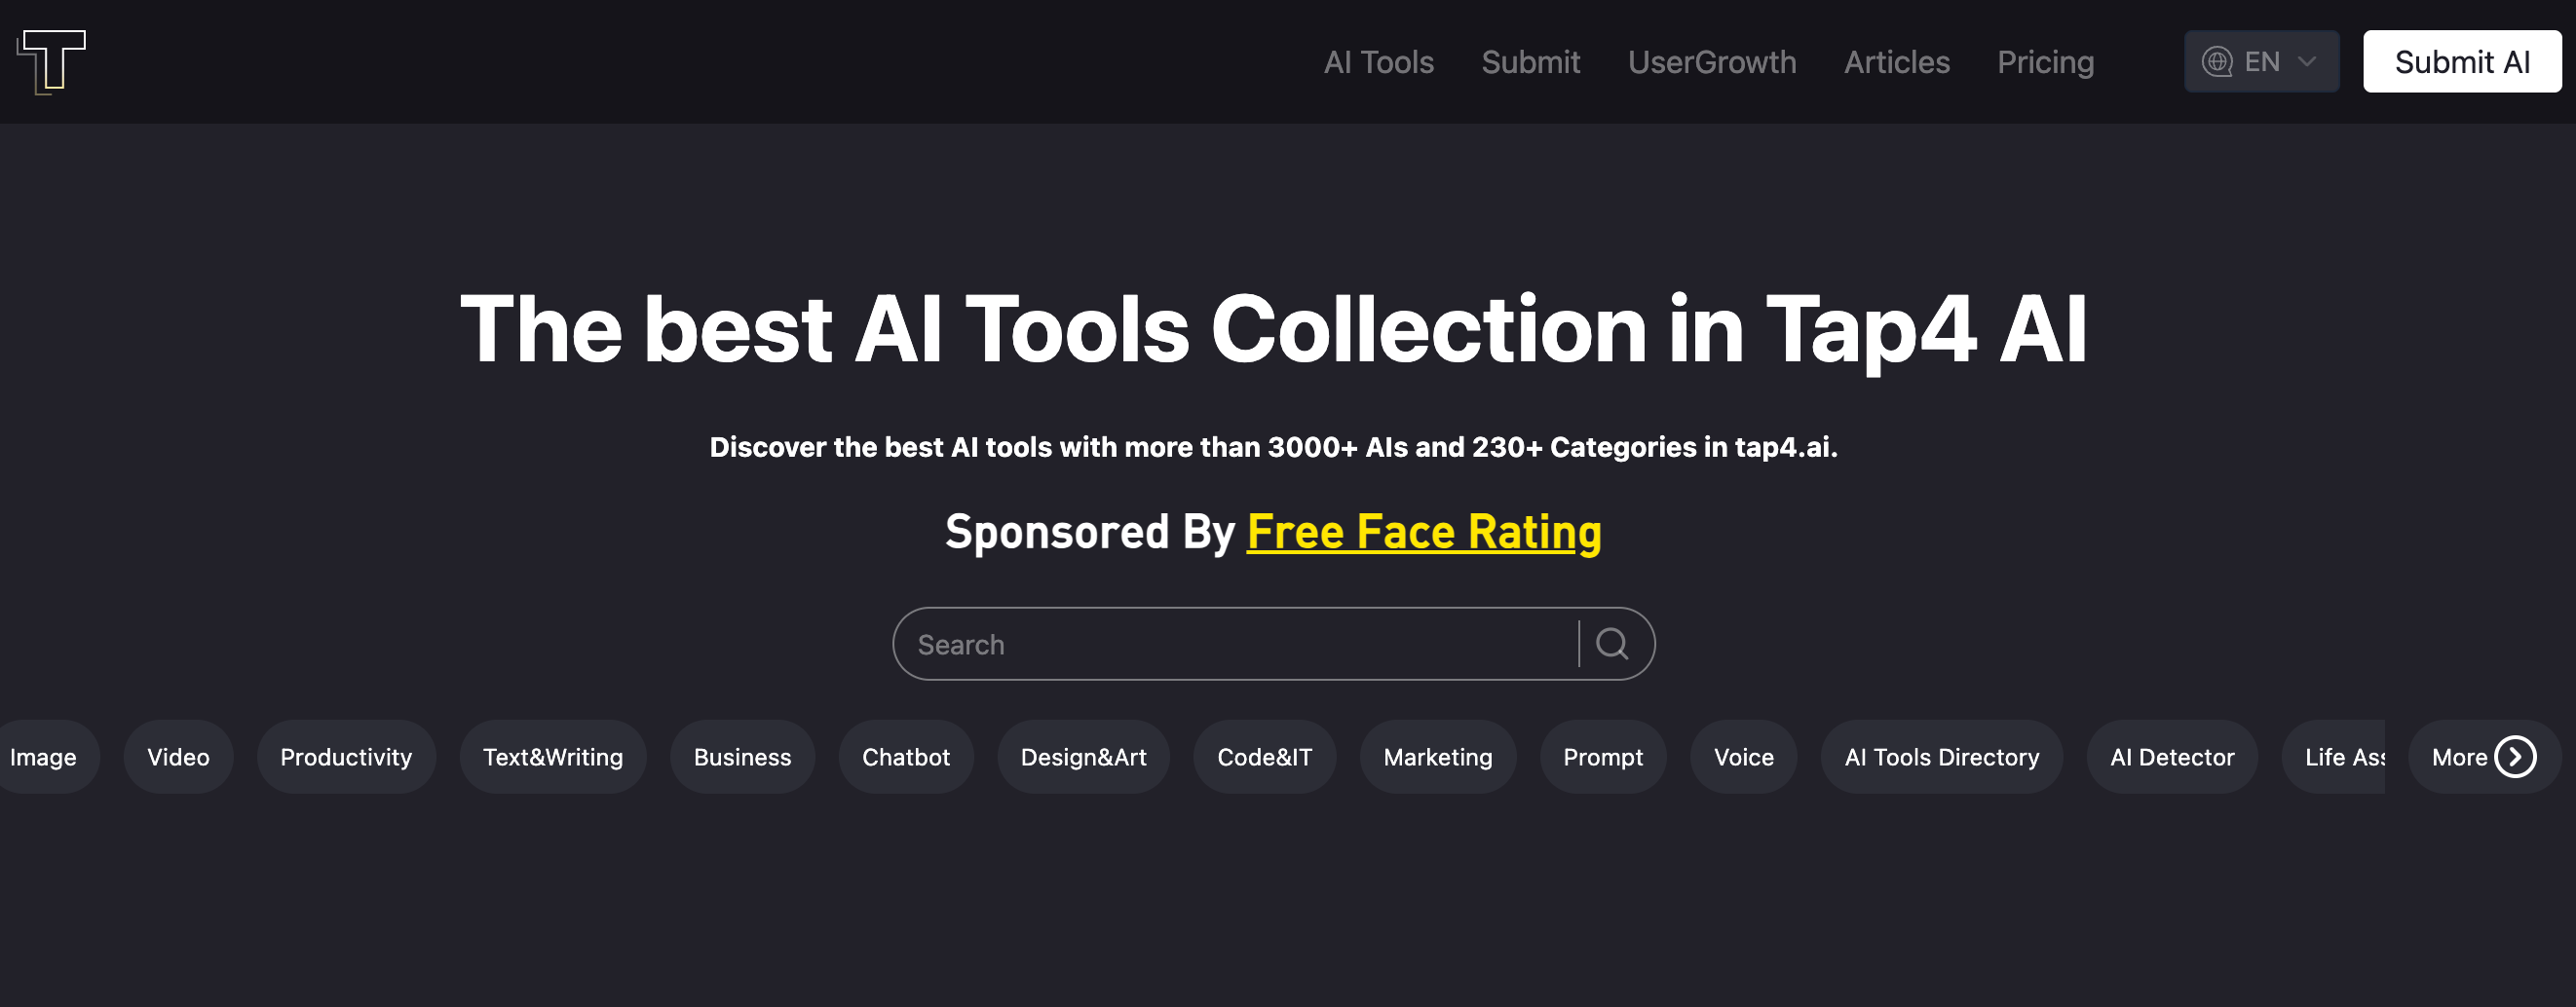 T
AI Tools Submit UserGrowth Articles Pricing EN Submit AI
The best AI Tools Collection in Tap4 AI
Discover the best AI tools with more than 3000+ AIs and 230+ Categories in tap4.ai.
Sponsored By Free Face Rating
Search
Image Video Productivity Text&Writing Business Chatbot Design&Art Code&IT Marketing Prompt Voice AI Tools Directory AI Detector Life Ass More